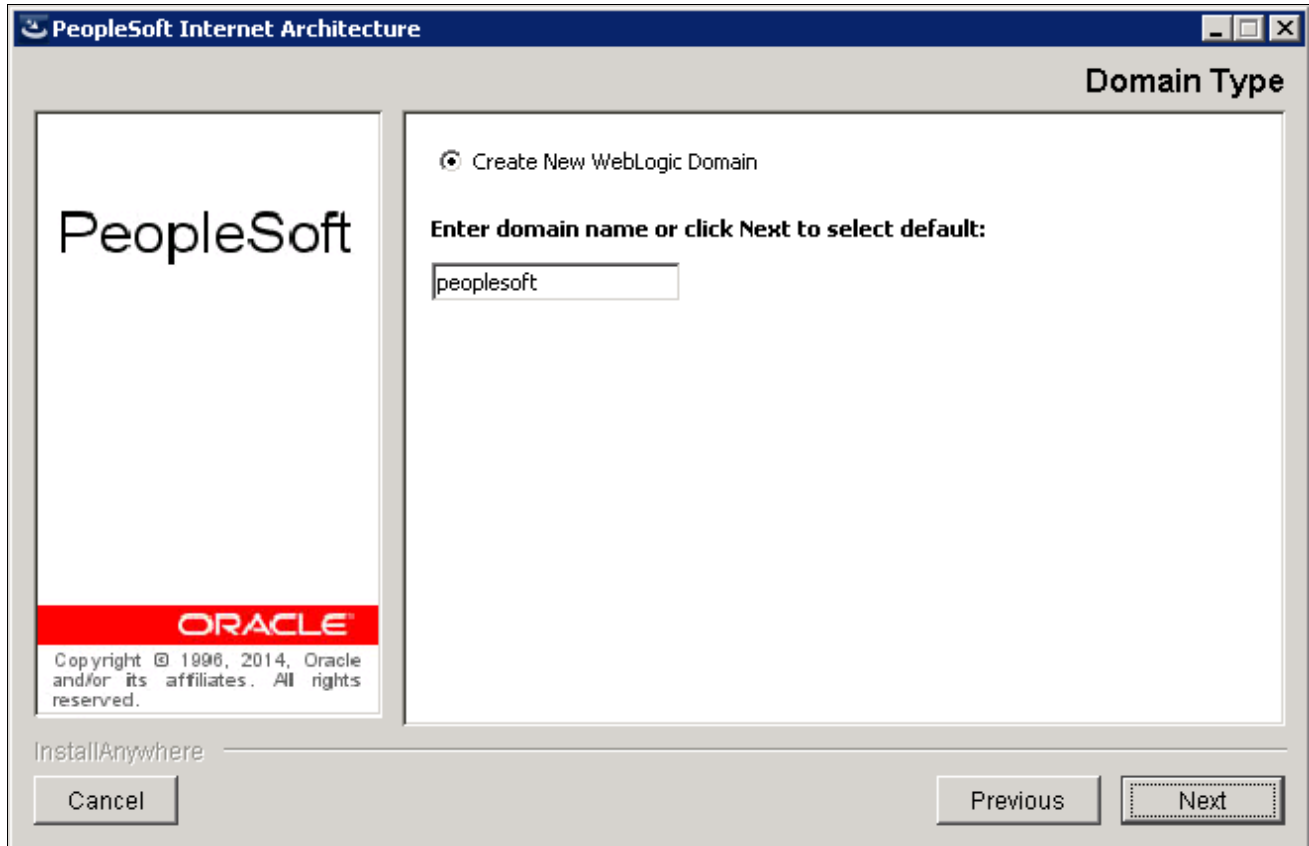 PeopleSoft Internet Architecture
Domain Type
PeopleSoft
ORACLE
Copyright © 1996, 2014, Oracle
and/or its affiliates. All rights
reserved.
Create New WebLogic Domain
Enter domain name or click Next to select default:
peoplesoft
InstallAnywhere
Cancel
Previous
Next